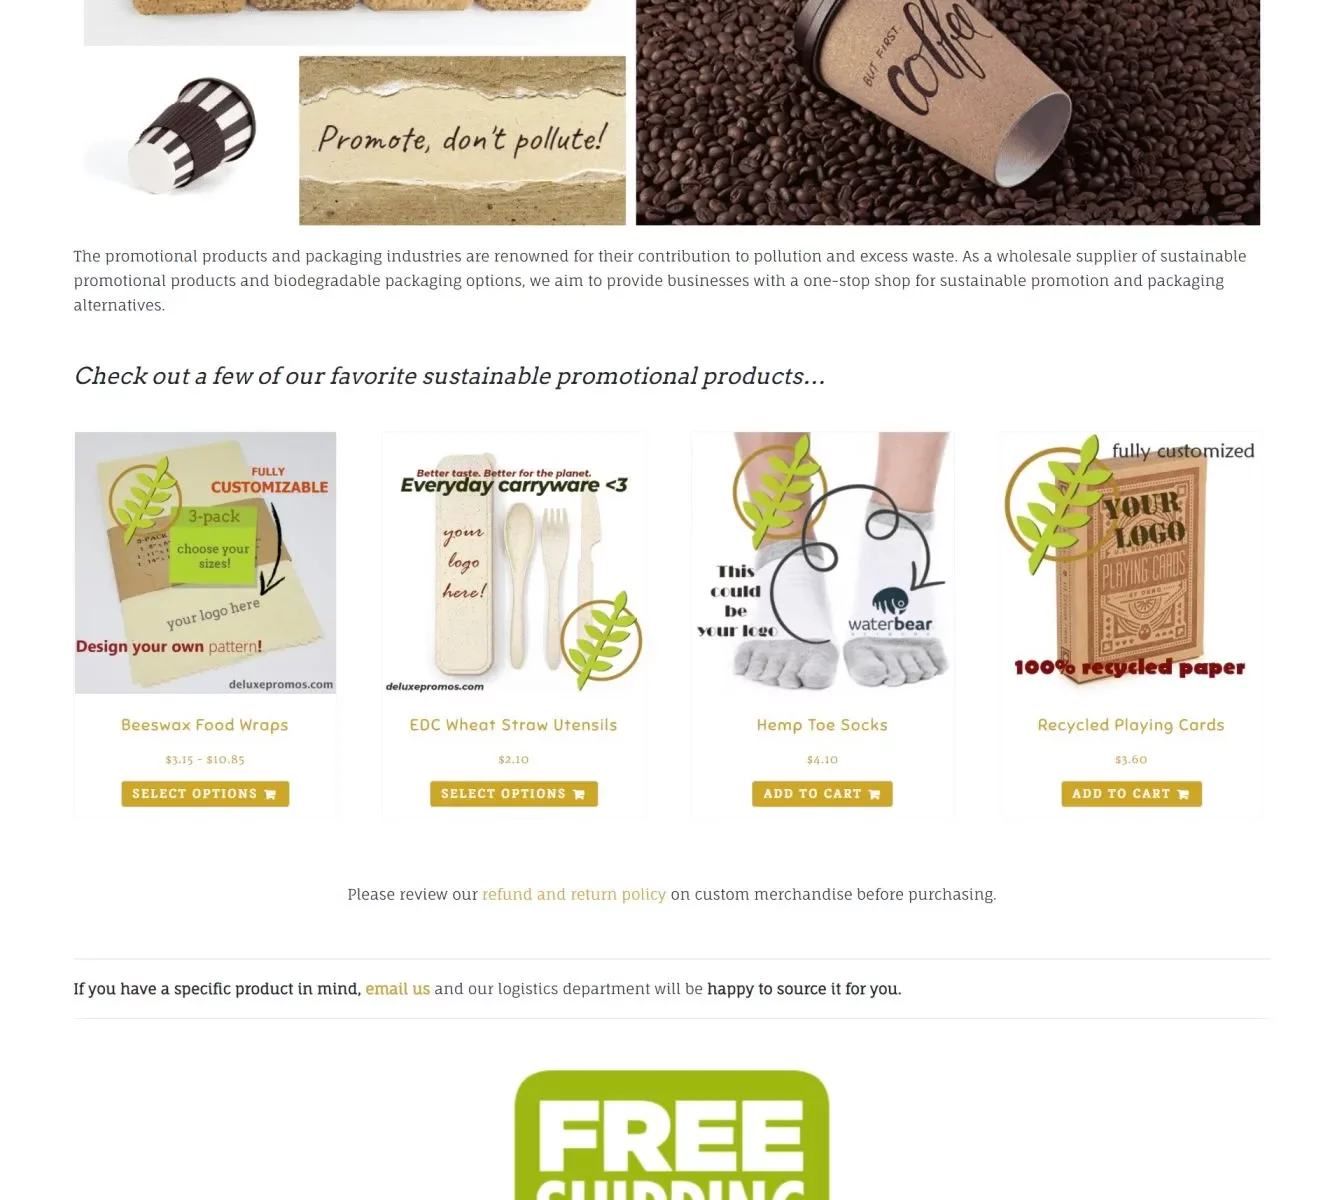 BUT FIRST,
coffee
Promote, don't pollute!
The promotional products and packaging industries are renowned for their contribution to pollution and excess waste. As a wholesale supplier of sustainable
promotional products and biodegradable packaging options, we aim to provide businesses with a one-stop shop for sustainable promotion and packaging
alternatives.
Check out a few of our favorite sustainable promotional products...
FULLY
CUSTOMIZABLE
3-pack
choose your
sizes!
your logo here
Design your own pattern!
deluxepromos.com
Better taste. Better for the planet.
Everyday carryware <3
your
logo
here!
deluxepromos.com
This
could
be
your logo
waterbear
NETWORK
fully customized
YOUR
LOGO
PLAYING CARDS
100% recycled paper
Beeswax Food Wraps
$3.15 - $10.85
SELECT OPTIONS
EDC Wheat Straw Utensils
$2.10
SELECT OPTIONS
Hemp Toe Socks
$4.10
ADD TO CART
Recycled Playing Cards
$3.60
ADD TO CART
Please review our refund and return policy on custom merchandise before purchasing.
If you have a specific product in mind, email us and our logistics department will be happy to source it for you.
FREE
SHIPPING